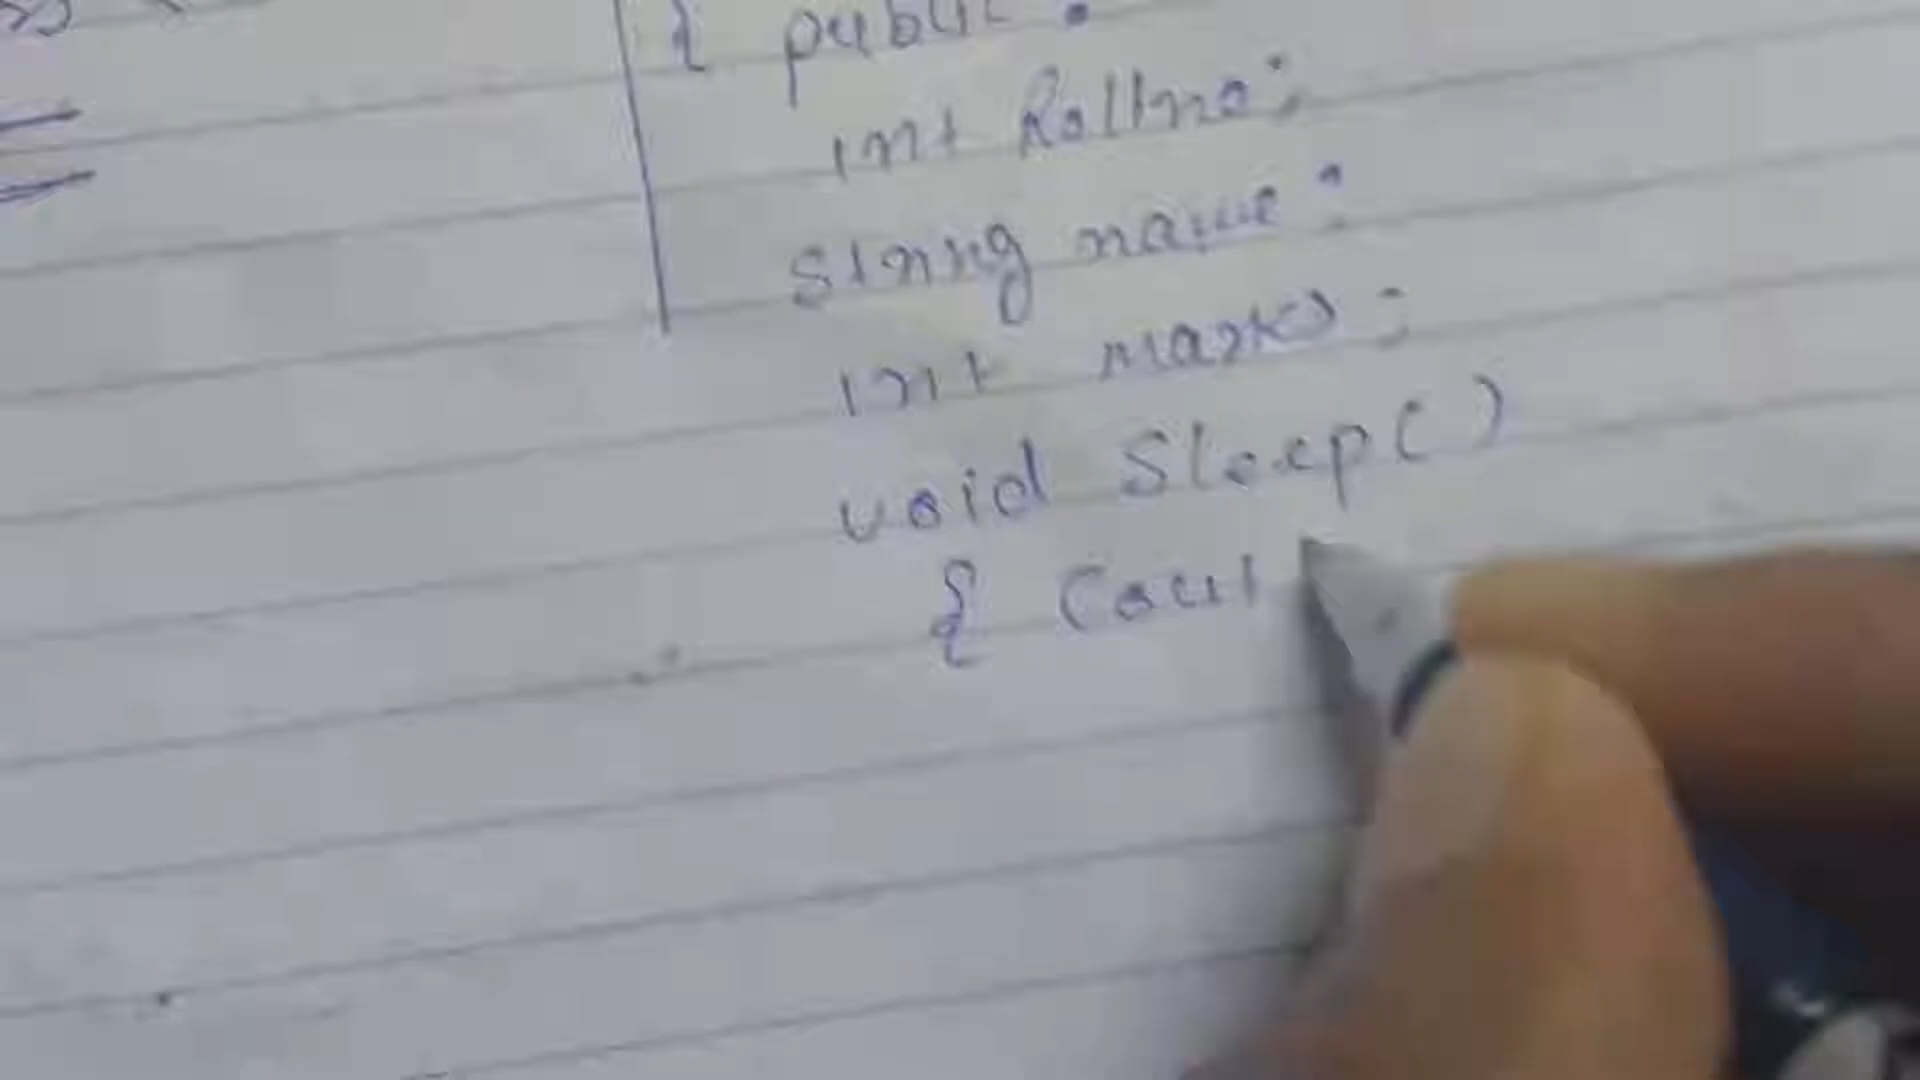 { public :
int Rollno ;
string name ;
int marks ;
void Sleep( )
{ Cout